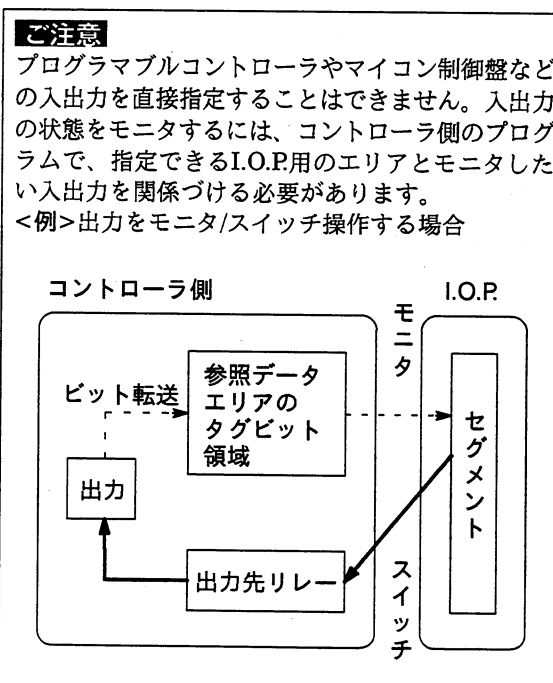 ご注意
プログラマブルコントローラやマイコン制御盤など
の入出力を直接指定することはできません。入出力
の状態をモニタするには、コントローラ側のプログ
ラムで、指定できるI.O.P.用のエリアとモニタした
い入出力を関係づける必要があります。
<例>出力をモニタ/スイッチ操作する場合
コントローラ側
I.O.P.
モニタ
ビット転送
参照データ
エリアの
タグビット
領域
セグメント
出力
出力先リレー
スイッチ